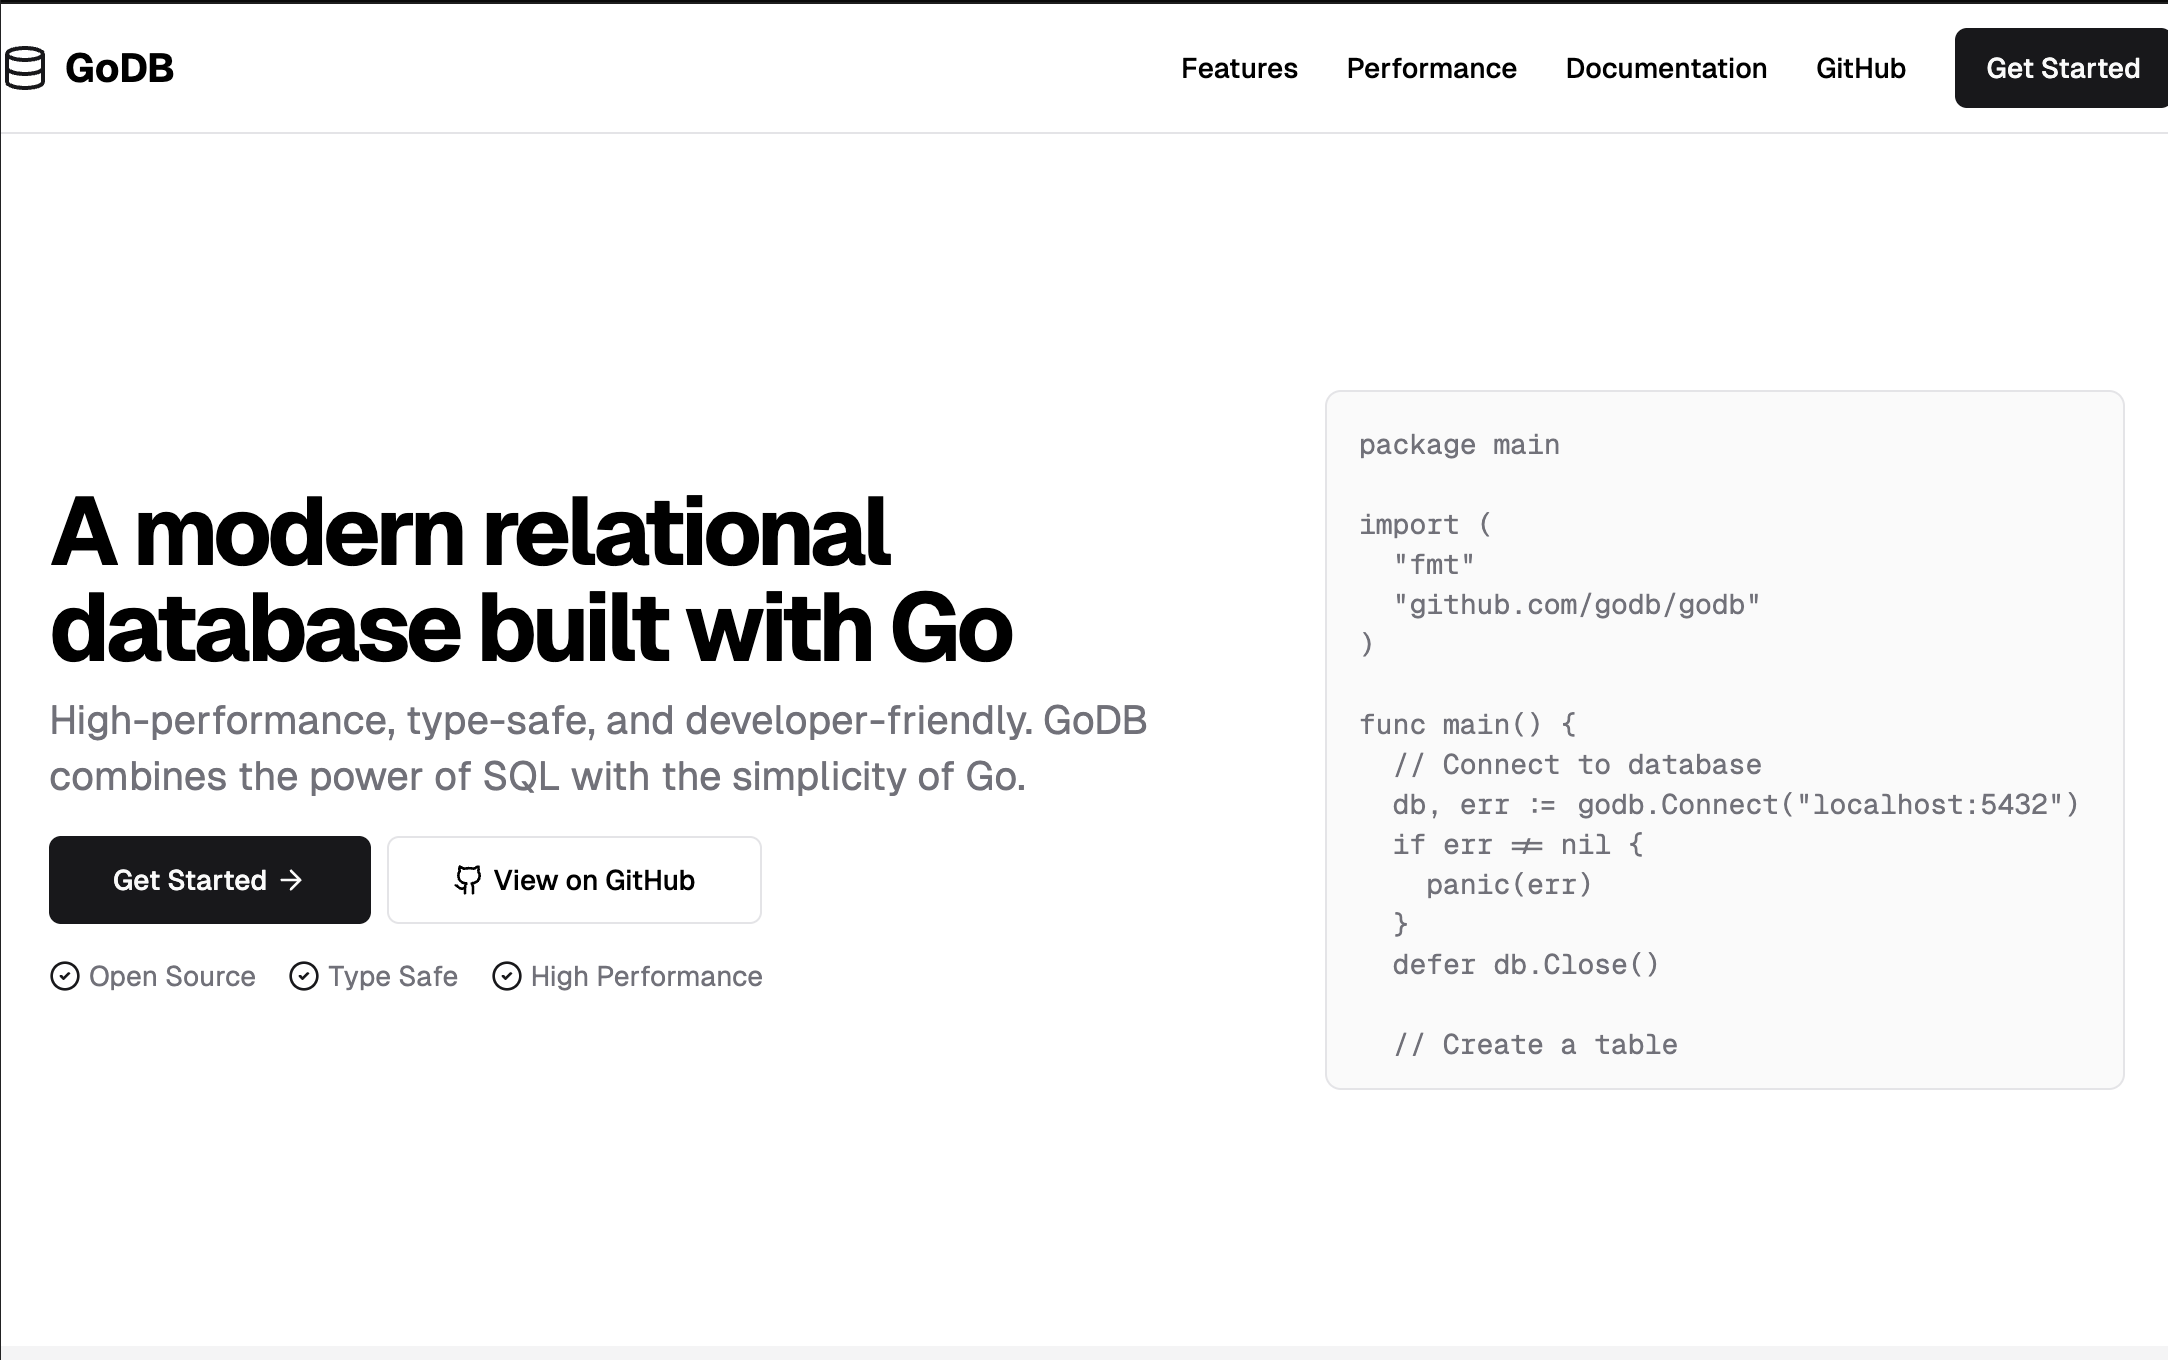 GoDB
Features Performance Documentation GitHub Get Started
A modern relational
database built with Go
High-performance, type-safe, and developer-friendly. GoDB
combines the power of SQL with the simplicity of Go.
Get Started →
View on GitHub
Open Source Type Safe High Performance
package main
import (
"fmt"
"github.com/godb/godb"
)
func main() {
// Connect to database
db, err := godb.Connect("localhost:5432")
if err != nil {
panic(err)
}
defer db.Close()
// Create a table